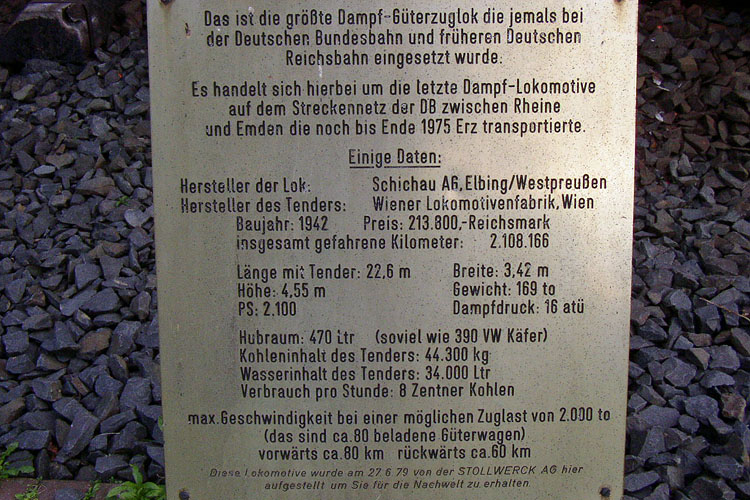 Das ist die größte Dampf-Güterzuglok die jemals bei
der Deutschen Bundesbahn und früheren Deutschen
Reichsbahn eingesetzt wurde.
Es handelt sich hierbei um die letzte Dampf-Lokomotive
auf dem Streckennetz der DB zwischen Rheine
und Emden die noch bis Ende 1975 Erz transportierte.
Einige Daten:
Hersteller der Lok: Schichau AG, Elbing/Westpreußen
Hersteller des Tenders: Wiener Lokomotivenfabrik, Wien
Baujahr: 1942 Preis: 213.800,-Reichsmark
insgesamt gefahrene Kilometer: 2.108.166
Länge mit Tender: 22,6 m Breite: 3,42 m
Höhe: 4,55 m Gewicht: 169 to
PS: 2.100 Dampfdruck: 16 atü
Hubraum: 470 Ltr (soviel wie 390 VW Käfer)
Kohleninhalt des Tenders: 44.300 kg
Wasserinhalt des Tenders: 34.000 Ltr
Verbrauch pro Stunde: 8 Zentner Kohlen
max. Geschwindigkeit bei einer möglichen Zuglast von 2.000 to
(das sind ca. 80 beladene Güterwagen)
vorwärts ca. 80 km rückwärts ca. 60 km
Diese Lokomotive wurde am 27.6.79 von der STOLLWERCK AG hier
aufgestellt um Sie für die Nachwelt zu erhalten.